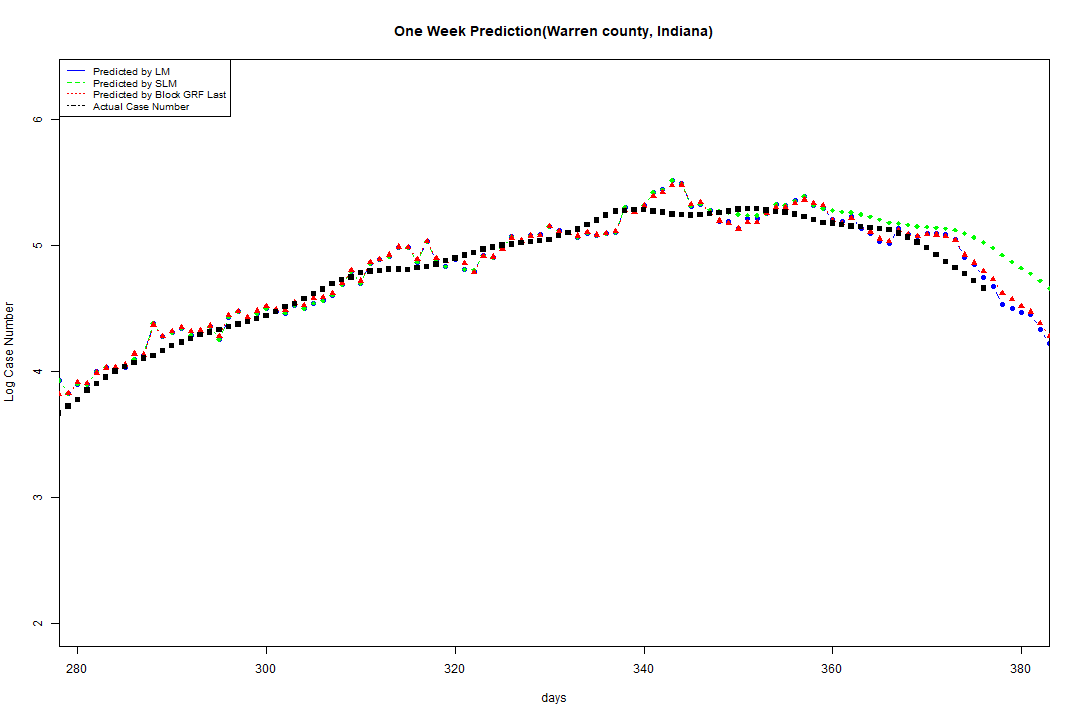 One Week Prediction(Warren county, Indiana)
Predicted by LM
Predicted by SLM
Predicted by Block GRF Last
Actual Case Number
6
5
4
3
2
Log Case Number
280 300 320 340 360 380
days